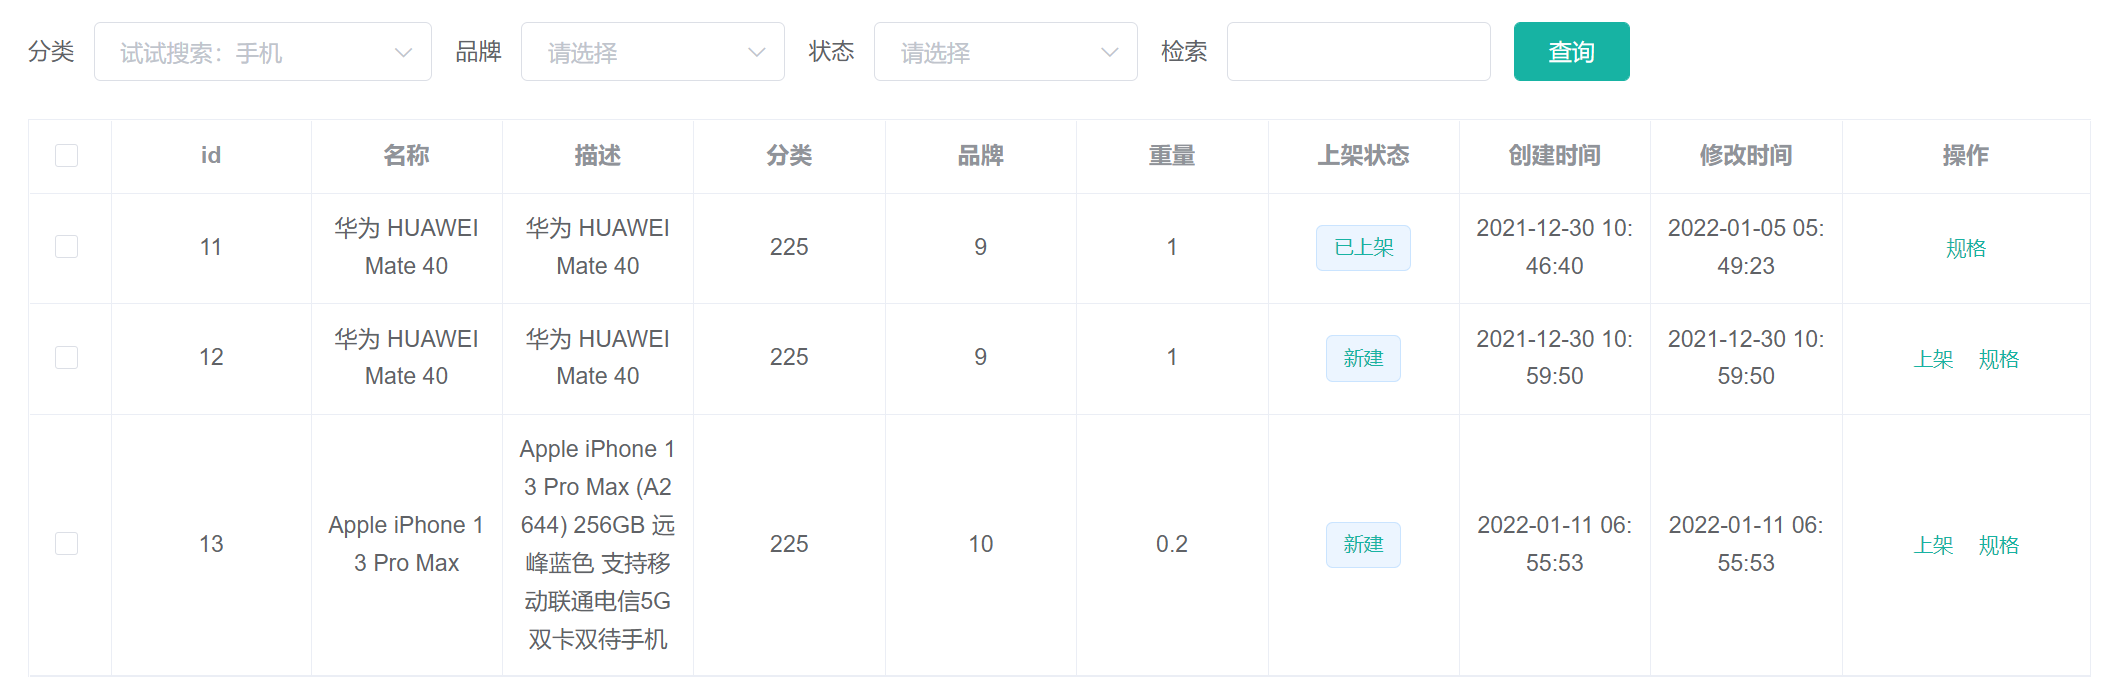 分类 试试搜索：手机 品牌 请选择 状态 请选择 检索 查询
id 名称 描述 分类 品牌 重量 上架状态 创建时间 修改时间 操作
11
华为 HUAWEI
Mate 40
华为 HUAWEI
Mate 40
225
9
1
已上架
2021-12-30 10:
46:40
2022-01-05 05:
49:23
规格
12
华为 HUAWEI
Mate 40
华为 HUAWEI
Mate 40
225
9
1
新建
2021-12-30 10:
59:50
2021-12-30 10:
59:50
上架 规格
13
Apple iPhone 1
3 Pro Max
Apple iPhone 1
3 Pro Max (A2
644) 256GB 远
峰蓝色 支持移
动联通电信5G
双卡双待手机
225
10
0.2
新建
2022-01-11 06:
55:53
2022-01-11 06:
55:53
上架 规格